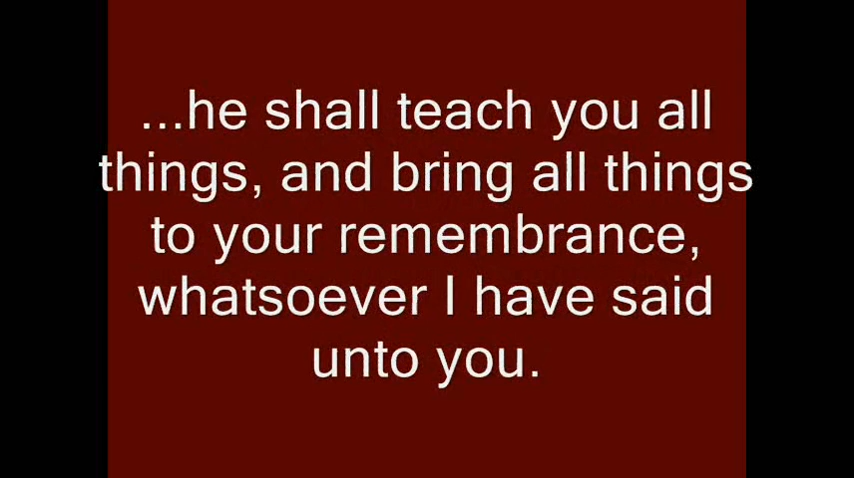 ...he shall teach you all
things, and bring all things
to your remembrance,
whatsoever I have said
unto you.